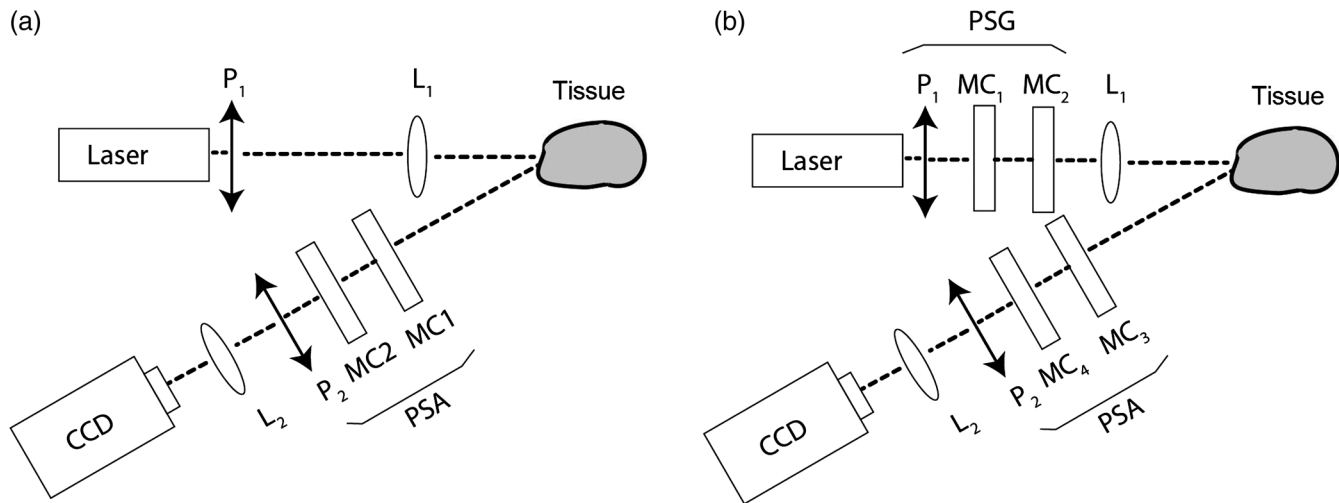 (a)
P₁
L₁
Tissue
Laser
MC1
MC2
P₂
PSA
L₂
CCD
(b)
PSG
P₁
MC₁
MC₂
L₁
Tissue
Laser
MC₃
MC₄
P₂
PSA
L₂
CCD